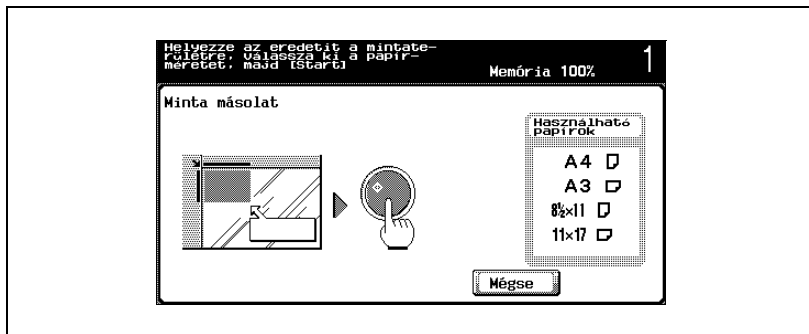 Helyezze az eredetit a mintate-
rületre, válassza ki a papír-
méretet, majd [Start]
Memória 100%
1
Minta másolat
Használható
papírok
A4
A3
8½×11
11×17
Mégse